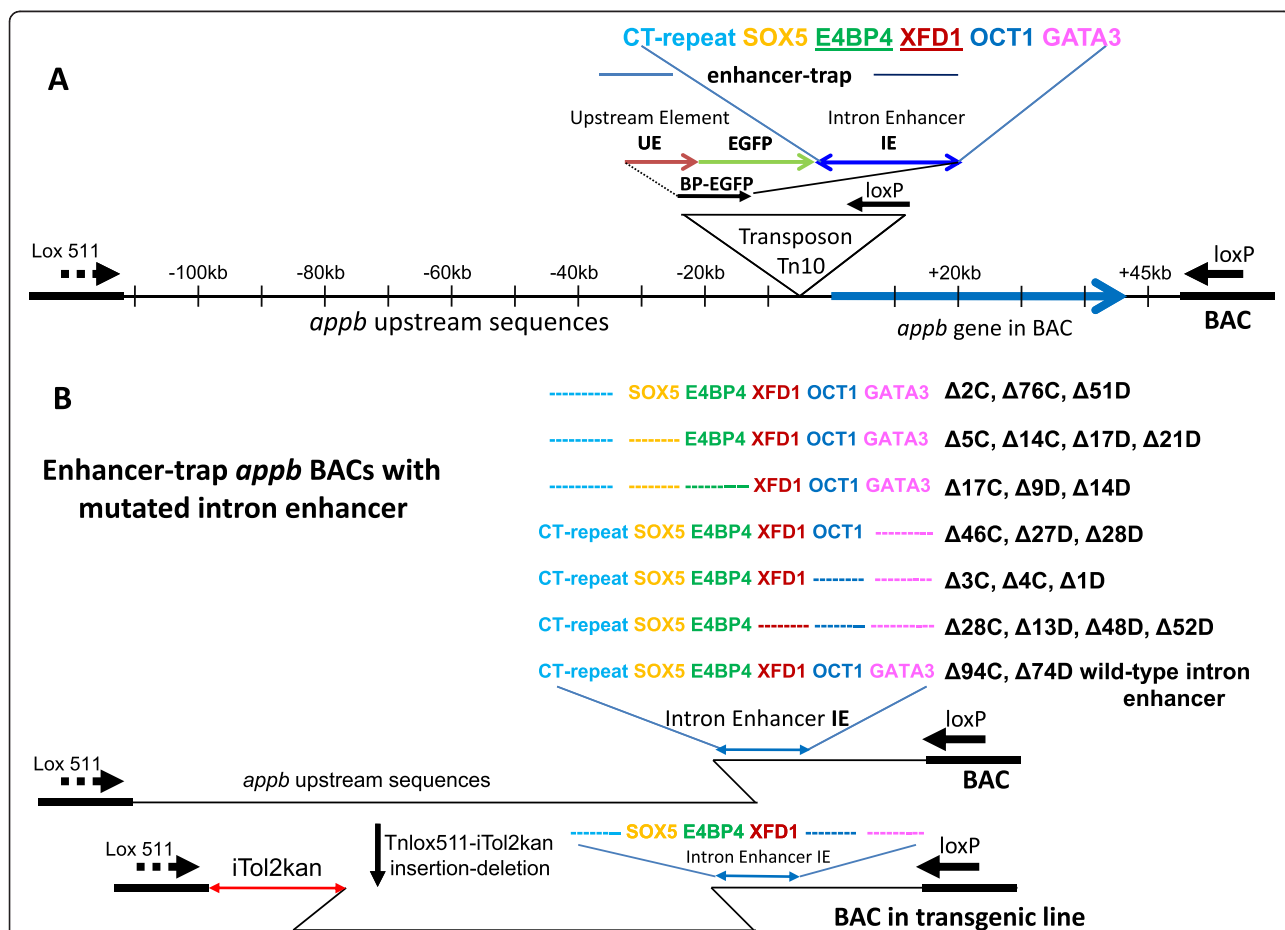 CT-repeat SOX5 E4BP4 XFD1 OCT1 GATA3
A
enhancer-trap
Upstream Element
Intron Enhancer
UE
EGFP
IE
BP-EGFP
loxP
Transposon
Tn10
Lox 511
-100kb
-80kb
-60kb
-40kb
-20kb
+20kb
+45kb
loxP
appb upstream sequences
appb gene in BAC
BAC
B
SOX5 E4BP4 XFD1 OCT1 GATA3 Δ2C, Δ76C, Δ51D
E4BP4 XFD1 OCT1 GATA3 Δ5C, Δ14C, Δ17D, Δ21D
Enhancer-trap appb BACs with
mutated intron enhancer
XFD1 OCT1 GATA3 Δ17C, Δ9D, Δ14D
CT-repeat SOX5 E4BP4 XFD1 OCT1 Δ46C, Δ27D, Δ28D
CT-repeat SOX5 E4BP4 XFD1 Δ3C, Δ4C, Δ1D
CT-repeat SOX5 E4BP4 Δ28C, Δ13D, Δ48D, Δ52D
CT-repeat SOX5 E4BP4 XFD1 OCT1 GATA3 Δ94C, Δ74D wild-type intron
enhancer
Intron Enhancer IE
loxP
Lox 511
appb upstream sequences
BAC
Tnlox511-iTol2kan
insertion-deletion
SOX5 E4BP4 XFD1
Lox 511
iTol2kan
Intron Enhancer IE
loxP
BAC in transgenic line